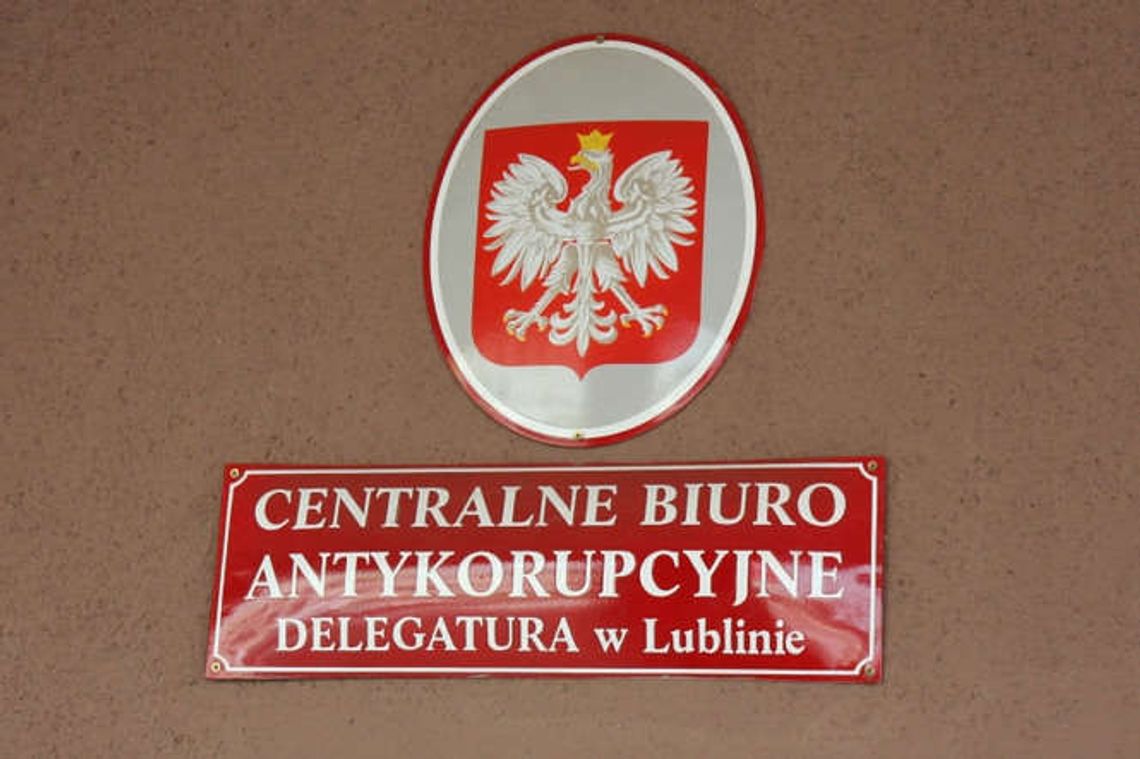 CENTRALNE BIURO
ANTYKORUPCYJNE
DELEGATURA w Lublinie